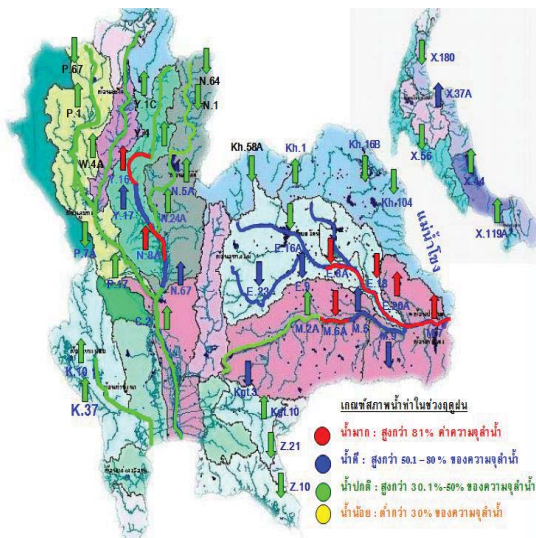 P.67
N.64
P.1
Y.1C
N.1
Y.4
W.4A
N.5A
Y.17
W.24A
P.7A
N.8A
P.17
N.67
C.2
K.10
K.37
Kh.58A
Kh.1
Kh.16B
Kh.104
แม่น้ำโขง
E.16A
E.8A
E.18
E.23
E.9
E.20A
M.2A
M.6A
M.5
M.9
M.7
Kgt.3
Kgt.10
Z.21
Z.10
X.180
X.37A
X.56
X.44
X.119A
เกณฑ์สภาพน้ำท่าในช่วงฤดูฝน
น้ำมาก : สูงกว่า 81% ค่าความจุลำน้ำ
น้ำดี : สูงกว่า 50.1 – 80% ของความจุลำน้ำ
น้ำปกติ : สูงกว่า 30.1%-50% ของความจุลำน้ำ
น้ำน้อย : ต่ำกว่า 30% ของความจุลำน้ำ